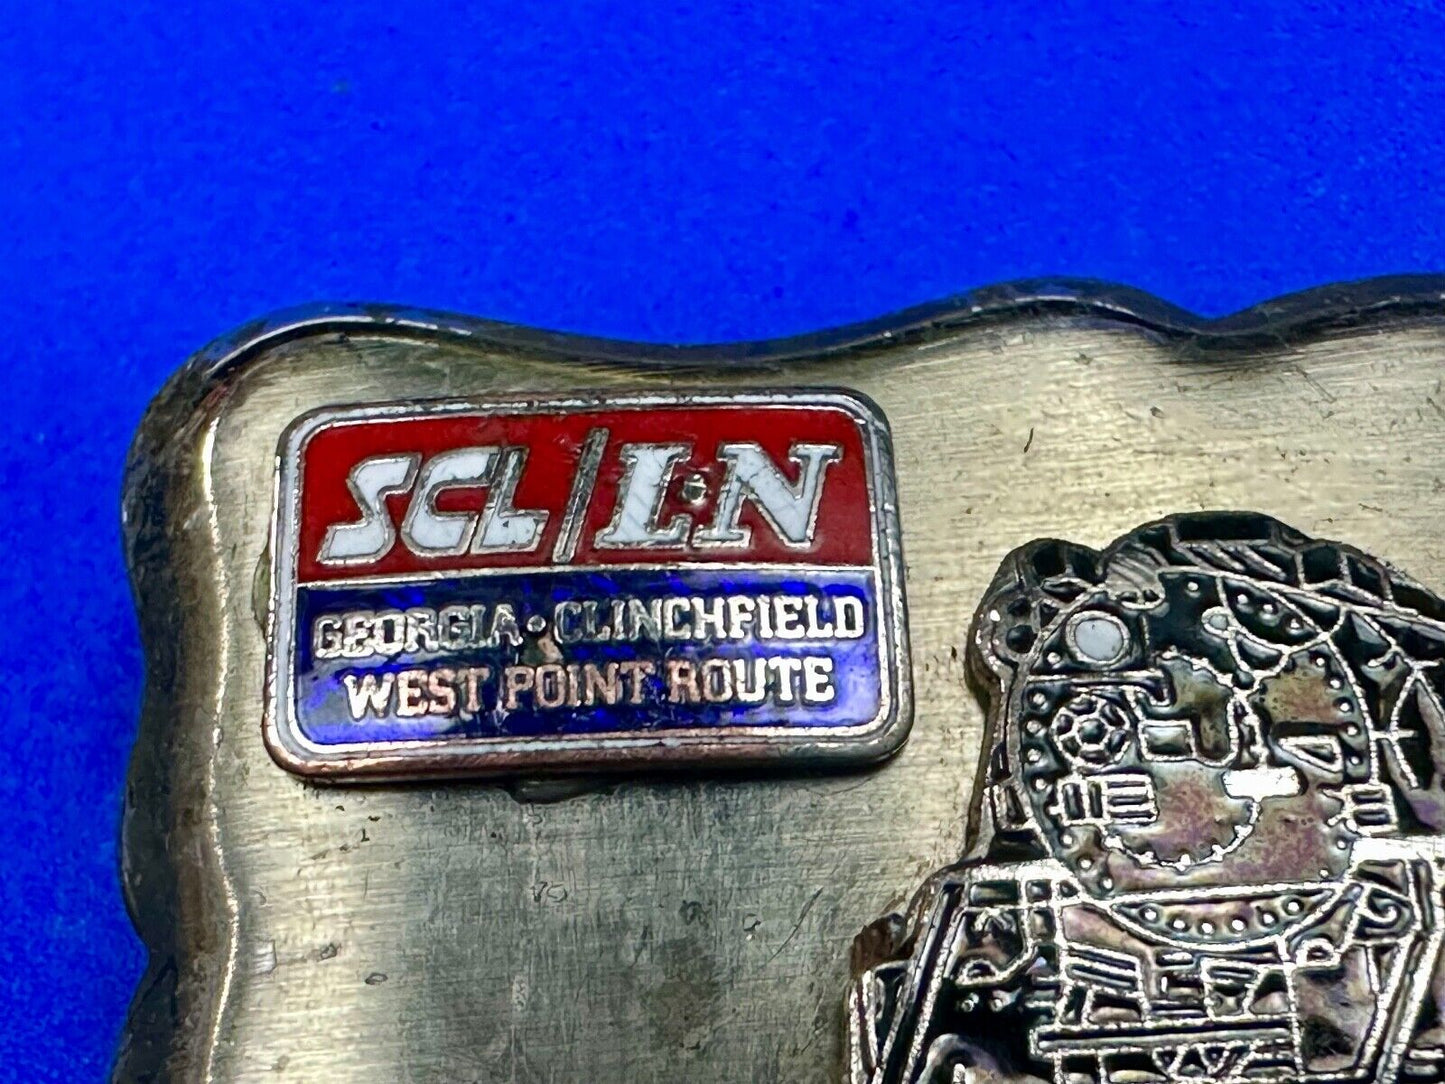 SCL/L&N
GEORGIA • CLINCHFIELD
WEST POINT ROUTE